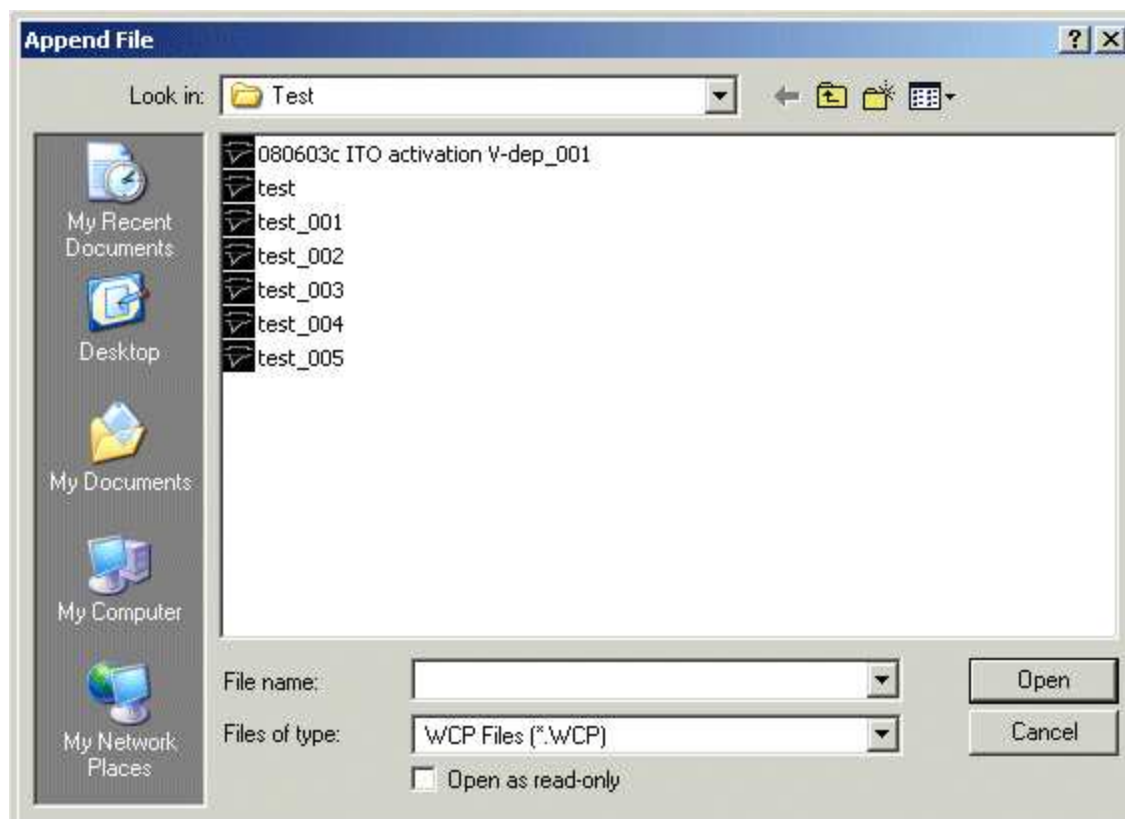 Append File
Look in: Test
My Recent
Documents
Desktop
My Documents
My Computer
My Network
Places
080603c ITO activation V-dep_001
test
test_001
test_002
test_003
test_004
test_005
File name:
Open
Files of type: WCP Files (*.WCP)
Cancel
Open as read-only